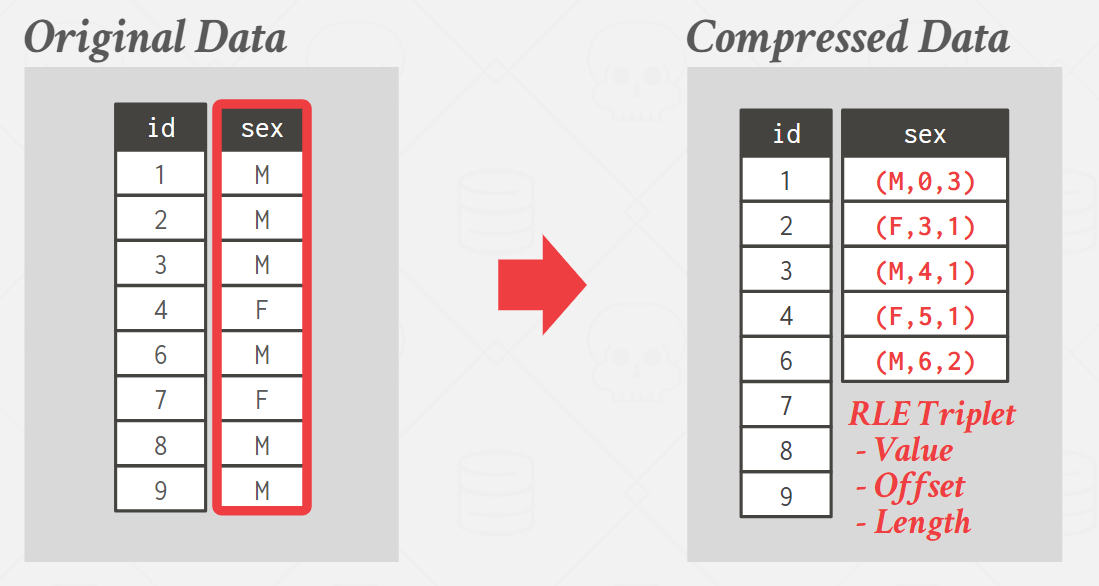 Original Data
id sex
1 M
2 M
3 M
4 F
6 M
7 F
8 M
9 M
Compressed Data
id sex
1 (M,0,3)
2 (F,3,1)
3 (M,4,1)
4 (F,5,1)
6 (M,6,2)
7
8
9
RLE Triplet
- Value
- Offset
- Length